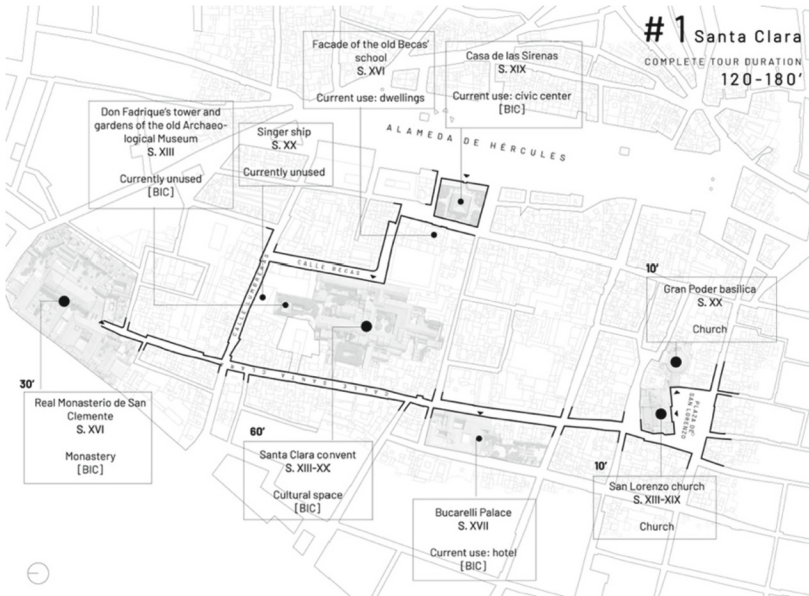 # 1 Santa Clara
COMPLETE TOUR DURATION
120-180'
Facade of the old Becas'
school
S. XVI
Current use: dwellings
Casa de las Sirenas
S. XIX
Current use: civic center
[BIC]
Don Fadrique's tower and
gardens of the old Archaeo-
logical Museum
S. XIII
Currently unused
[BIC]
Singer ship
S. XX
Currently unused
ALAMEDA DE HÉRCULES
CALLE BECAS
10'
Gran Poder basílica
S. XX
Church
CALLE SANTA CLARA
PLAZA DE
SAN LORENZO
30'
Real Monasterio de San
Clemente
S. XVI
Monastery
[BIC]
60'
Santa Clara convent
S. XIII-XX
Cultural space
[BIC]
Bucarelli Palace
S. XVII
Current use: hotel
[BIC]
10'
San Lorenzo church
S. XIII-XIX
Church